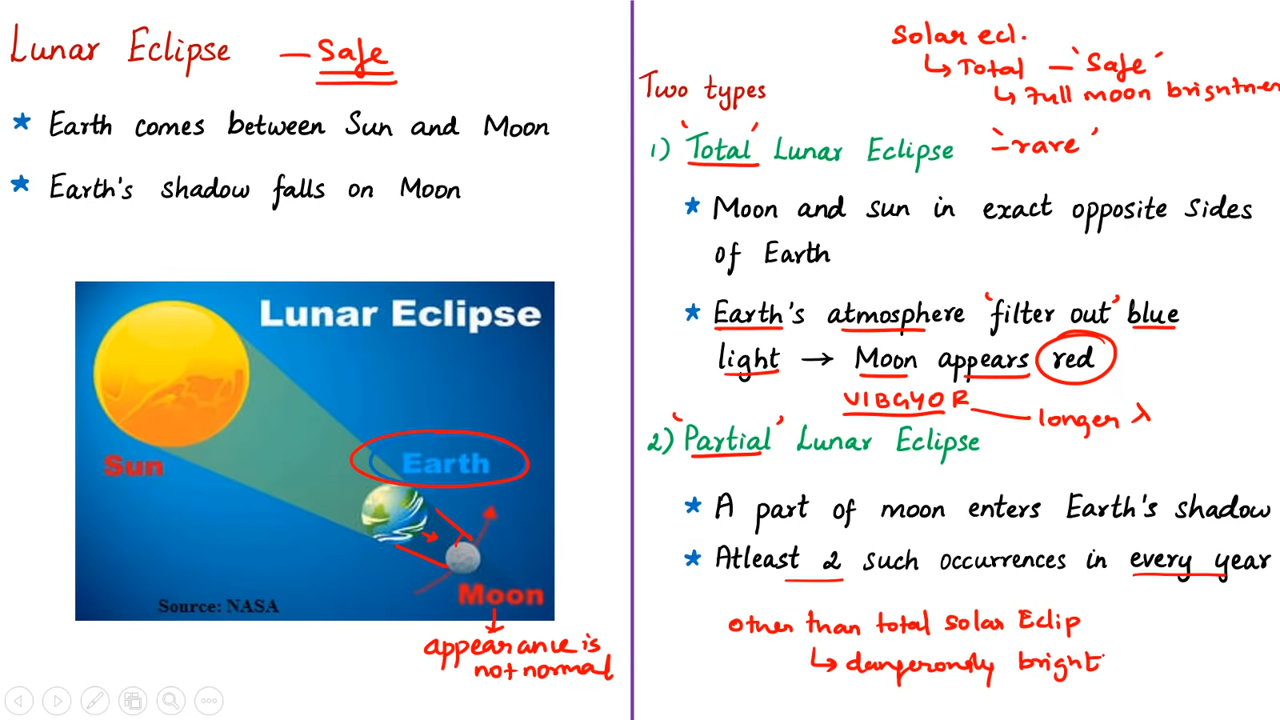 Lunar Eclipse – Safe
★ Earth comes between Sun and Moon
★ Earth's shadow falls on Moon
Lunar Eclipse
Sun
Earth
Moon
Source: NASA
appearance is
not normal
Solar ecl.
↳ Total – 'Safe'
↳ Full moon brightnes
Two types
1) 'Total' Lunar Eclipse – 'rare'
★ Moon and sun in exact opposite sides
of Earth
★ Earth's atmosphere 'filter out' blue
light → Moon appears red
VIBGYOR – longer λ
2) 'Partial' Lunar Eclipse
★ A part of moon enters Earth's shadow
★ Atleast 2 such occurrences in every year
other than total solar Eclip
↳ dangerously bright